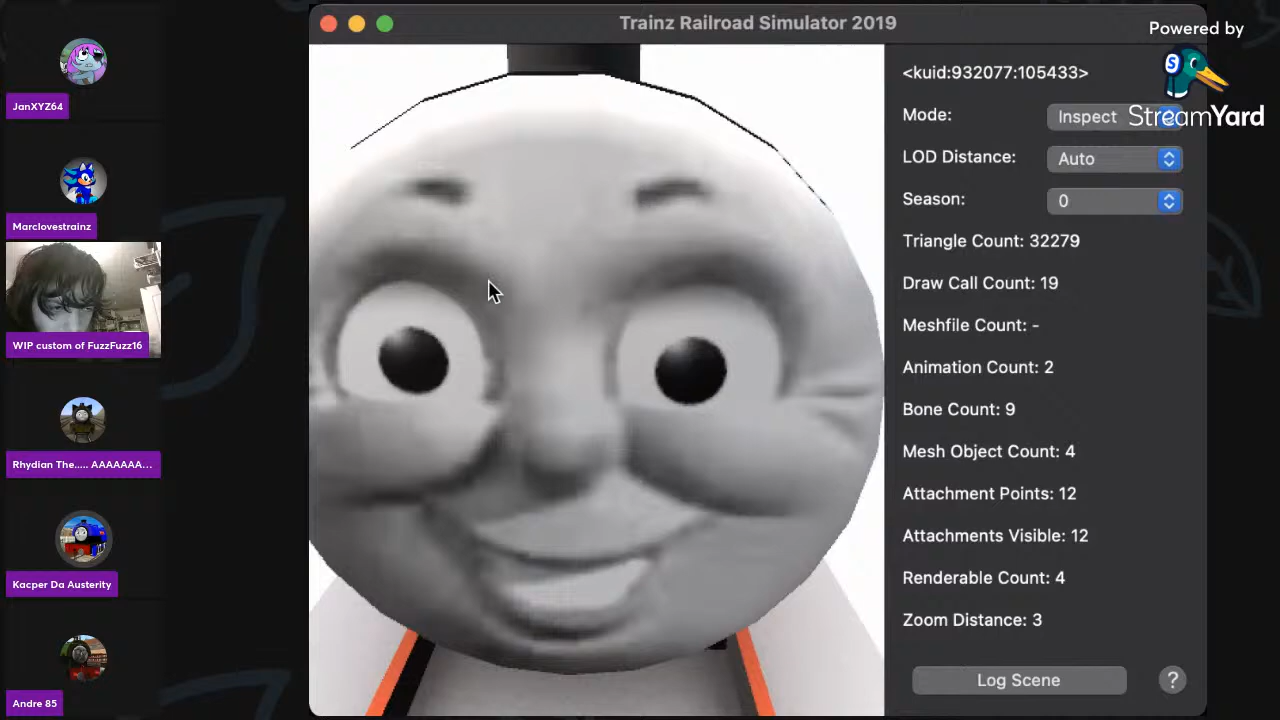 Trainz Railroad Simulator 2019
Powered by
S
StreamYard
JanXYZ64
Marclovestrainz
WIP custom of FuzzFuzz16
Rhydian The..... AAAAAAA...
Kacper Da Austerity
Andre 85
<kuid:932077:105433>
Mode: Inspect
LOD Distance: Auto
Season: 0
Triangle Count: 32279
Draw Call Count: 19
Meshfile Count: -
Animation Count: 2
Bone Count: 9
Mesh Object Count: 4
Attachment Points: 12
Attachments Visible: 12
Renderable Count: 4
Zoom Distance: 3
Log Scene
?